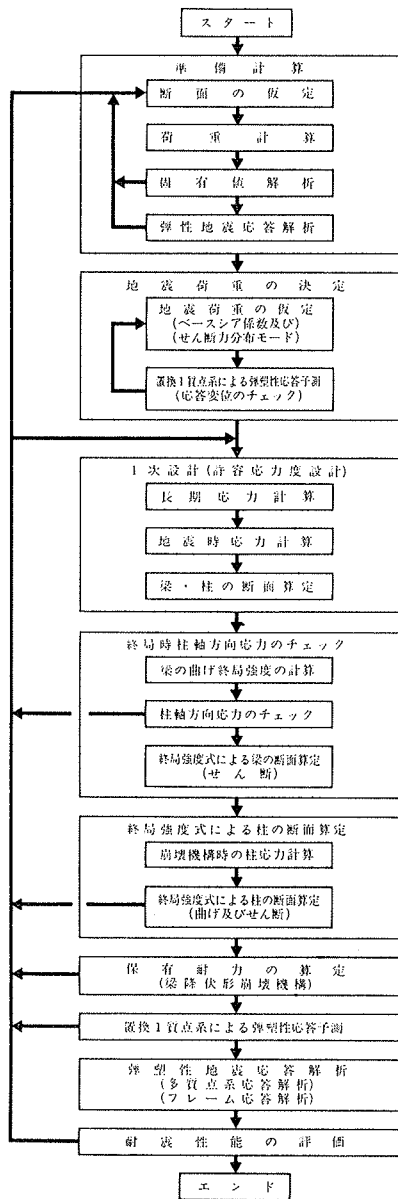 スタート
準備計算
断面の仮定
荷重計算
固有値解析
弾性地震応答解析
地震荷重の決定
地震荷重の仮定
(ベースシア係数及び)
(せん断力分布モード)
置換1質点系による弾塑性応答予測
(応答変位のチェック)
1次設計(許容応力度設計)
長期応力計算
地震時応力計算
梁・柱の断面算定
終局時柱軸方向応力のチェック
梁の曲げ終局強度の計算
柱軸方向応力のチェック
終局強度式による梁の断面算定
(せん断)
終局強度式による柱の断面算定
崩壊機構時の柱応力計算
終局強度式による柱の断面算定
(曲げ及びせん断)
保有耐力の算定
(梁降伏形崩壊機構)
置換1質点系による弾塑性応答予測
弾塑性地震応答解析
(多質点系応答解析)
(フレーム応答解析)
耐震性能の評価
エンド